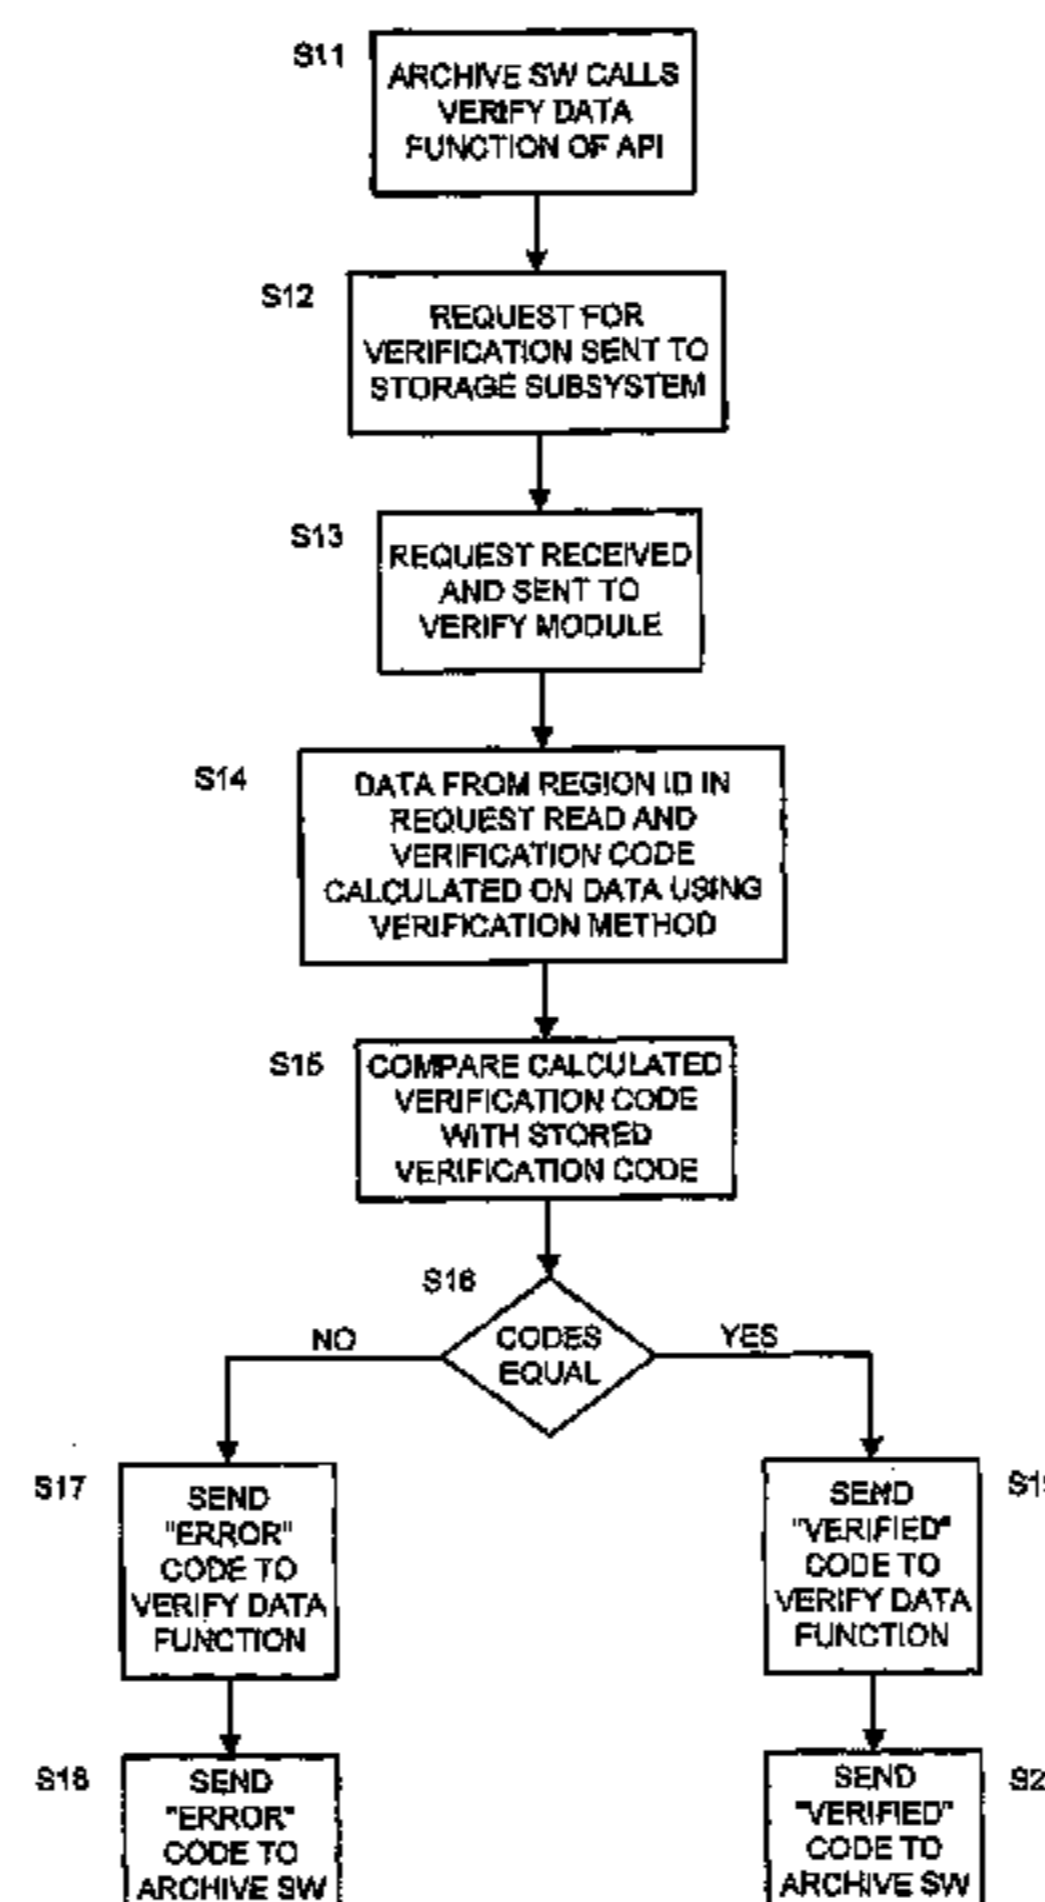 S11
ARCHIVE SW CALLS
VERIFY DATA
FUNCTION OF API
S12
REQUEST FOR
VERIFICATION SENT TO
STORAGE SUBSYSTEM
S13
REQUEST RECEIVED
AND SENT TO
VERIFY MODULE
S14
DATA FROM REGION ID IN
REQUEST READ AND
VERIFICATION CODE
CALCULATED ON DATA USING
VERIFICATION METHOD
S15
COMPARE CALCULATED
VERIFICATION CODE
WITH STORED
VERIFICATION CODE
S16
CODES
EQUAL
NO
YES
S17
SEND
"ERROR"
CODE TO
VERIFY DATA
FUNCTION
SEND
"VERIFIED"
CODE TO
VERIFY DATA
FUNCTION
S18
SEND
"ERROR"
CODE TO
ARCHIVE SW
SEND
"VERIFIED"
CODE TO
ARCHIVE SW